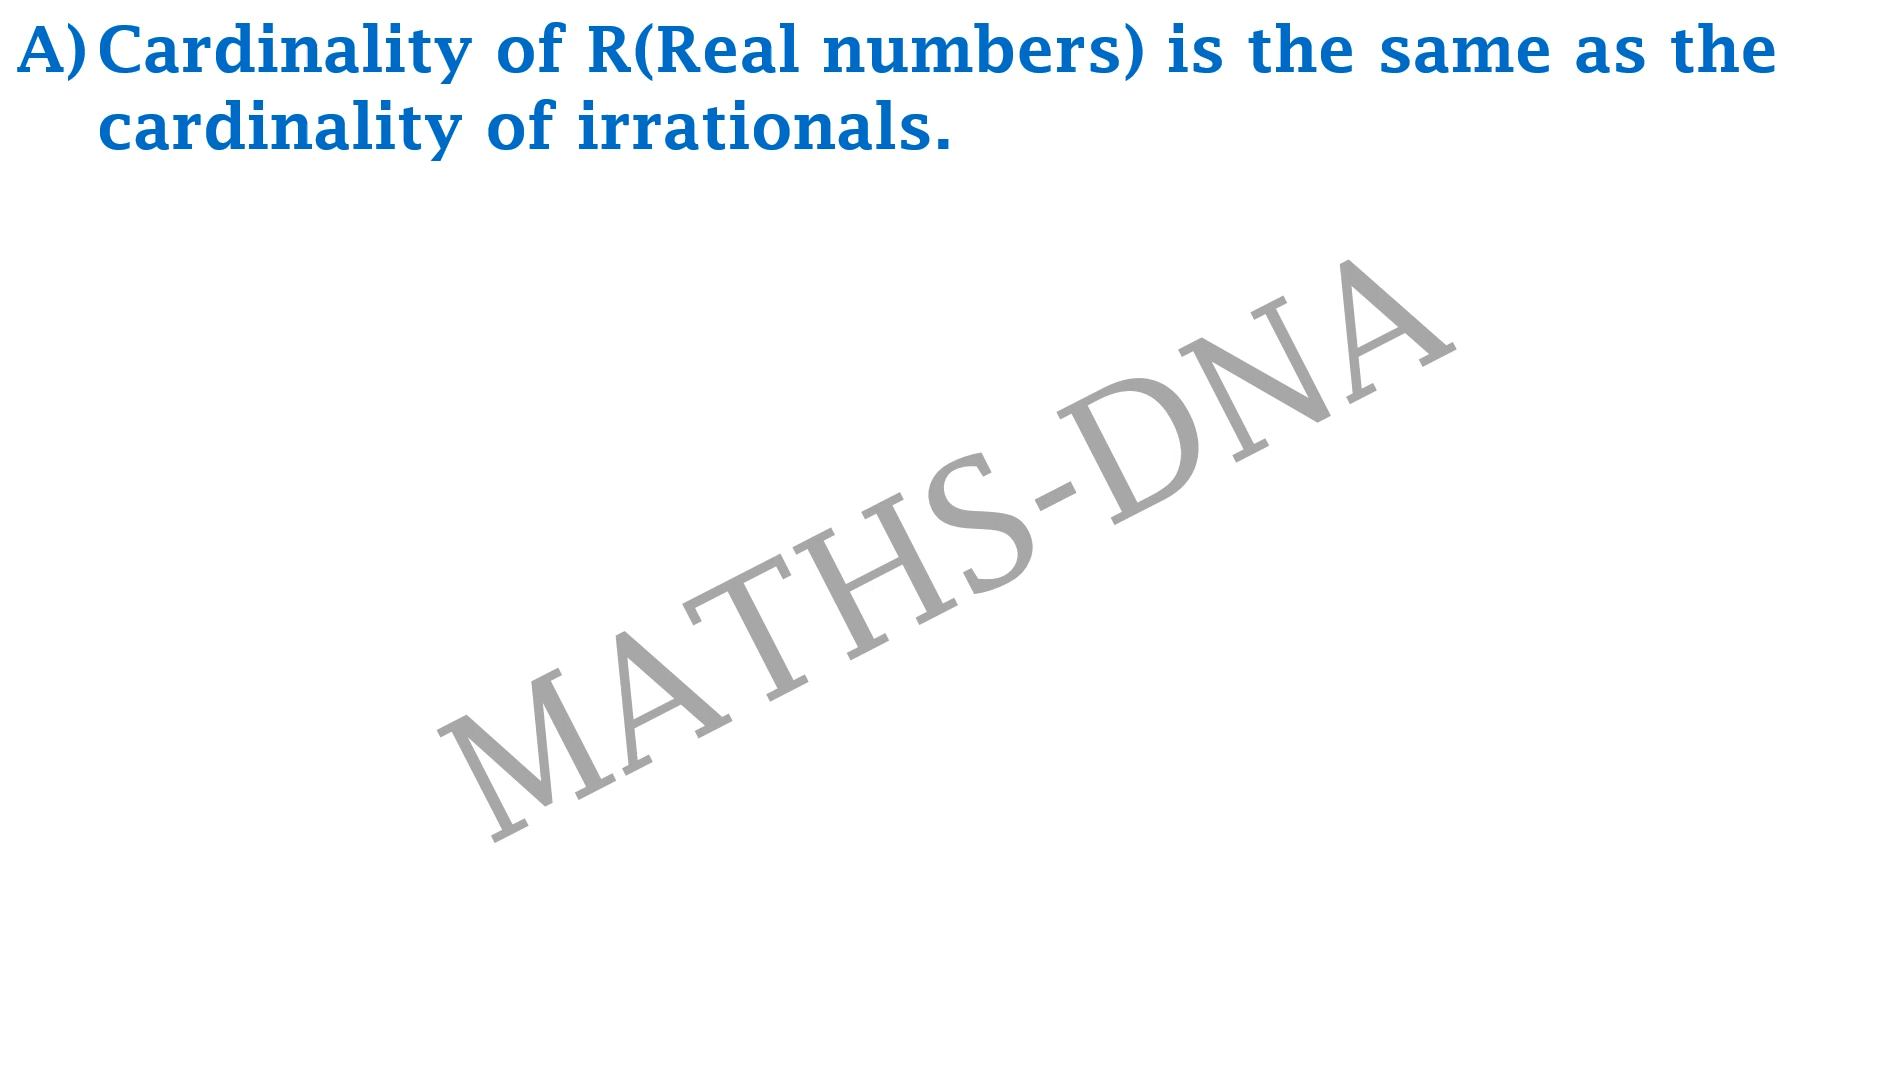 A) Cardinality of R(Real numbers) is the same as the
cardinality of irrationals.
MATHS-DNA